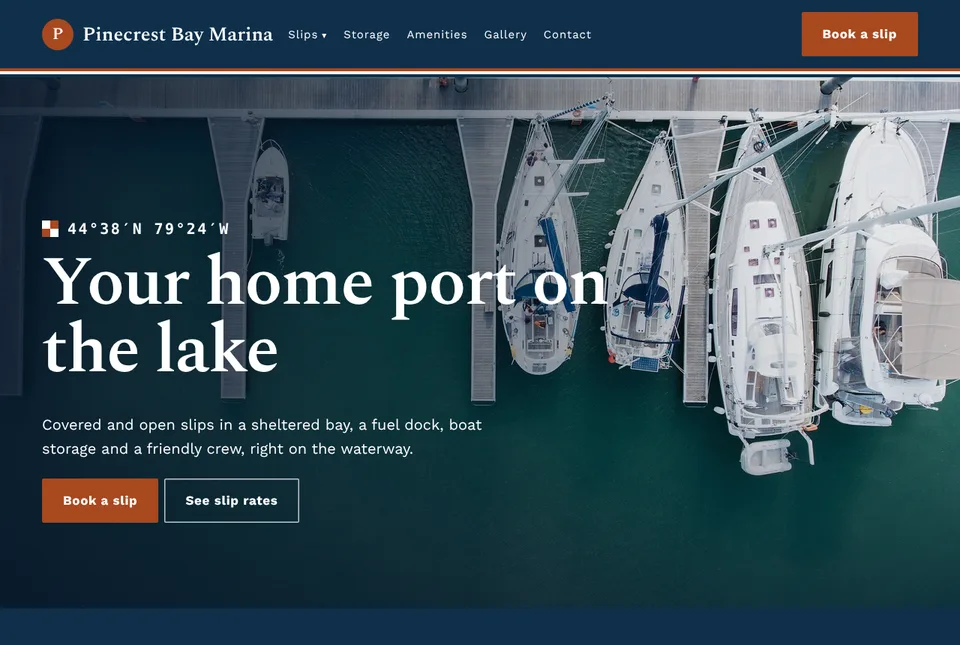 P Pinecrest Bay Marina Slips ▾ Storage Amenities Gallery Contact Book a slip
44°38′N 79°24′W
Your home port on
the lake
Covered and open slips in a sheltered bay, a fuel dock, boat
storage and a friendly crew, right on the waterway.
Book a slip See slip rates